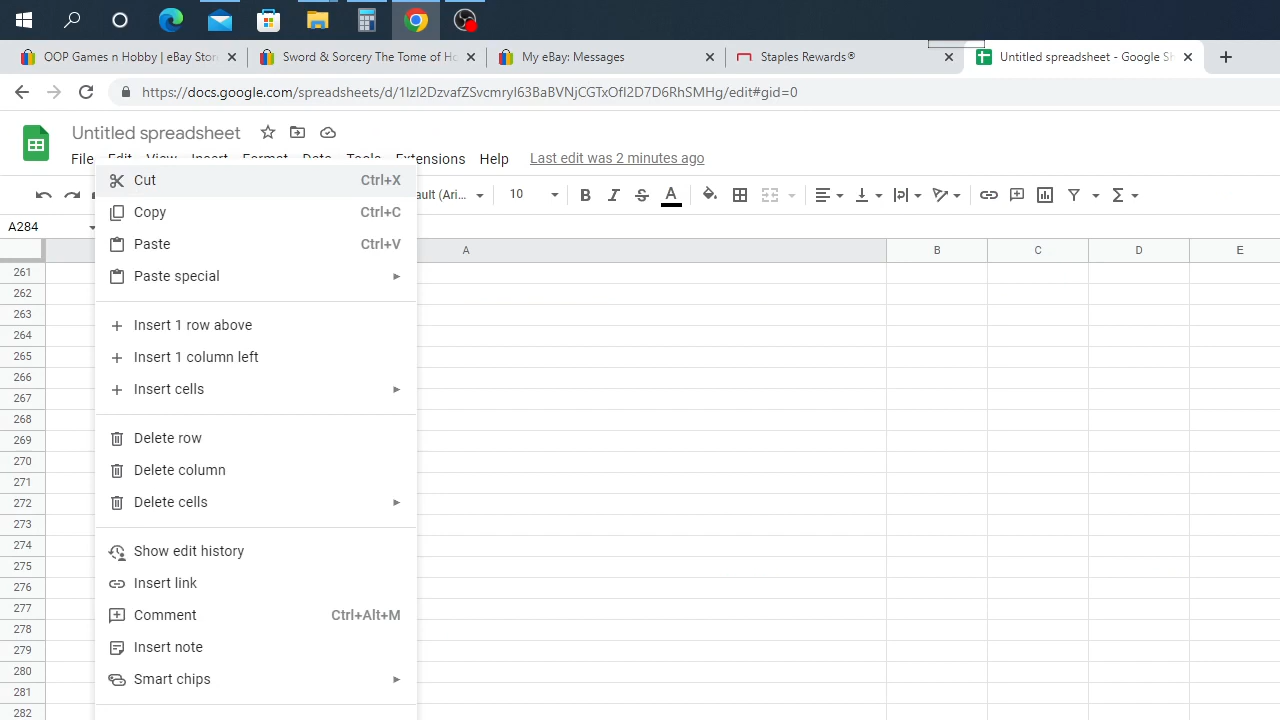 OOP Games n Hobby | eBay Stor
Sword & Sorcery The Tome of Ho
My eBay: Messages
Staples Rewards®
Untitled spreadsheet - Google Sh
https://docs.google.com/spreadsheets/d/1IzI2DzvafZSvcmryI63BaBVNjCGTxOfI2D7D6RhSMHg/edit#gid=0
Untitled spreadsheet
File Edit View Insert Format Data Tools Extensions Help Last edit was 2 minutes ago
ault (Ari... 10
A284
A B C D E
Cut Ctrl+X
Copy Ctrl+C
Paste Ctrl+V
Paste special
Insert 1 row above
Insert 1 column left
Insert cells
Delete row
Delete column
Delete cells
Show edit history
Insert link
Comment Ctrl+Alt+M
Insert note
Smart chips
261
262
263
264
265
266
267
268
269
270
271
272
273
274
275
276
277
278
279
280
281
282